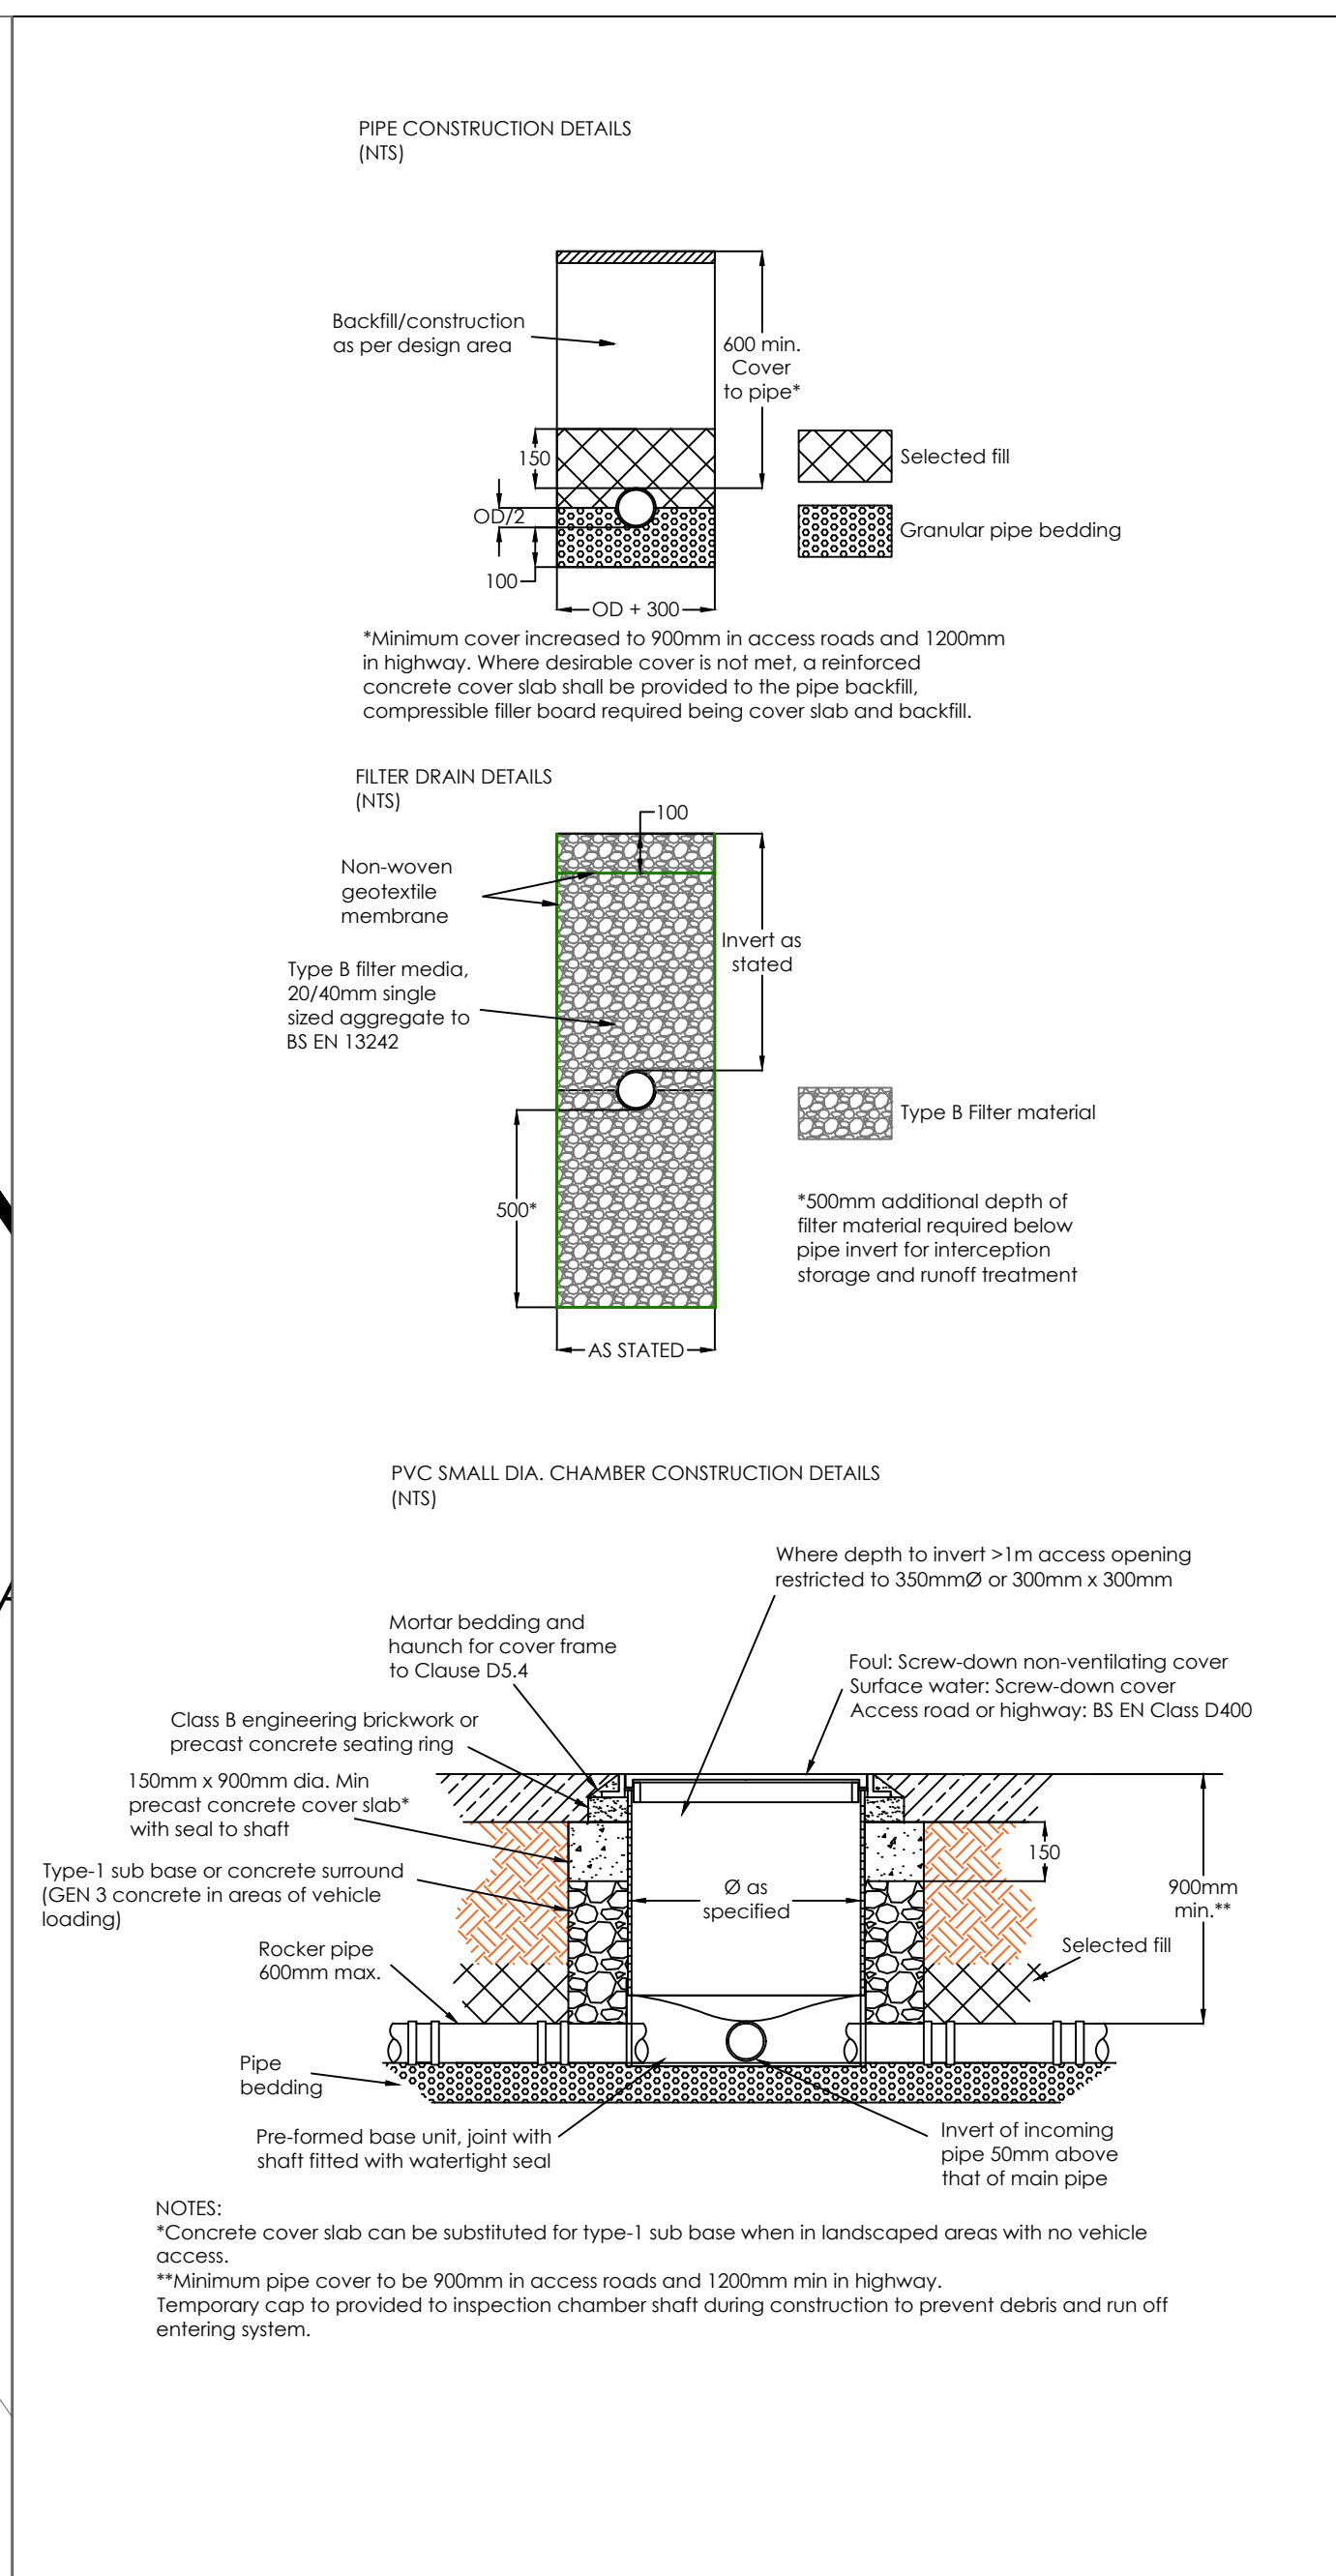 PIPE CONSTRUCTION DETAILS
(NTS)
Backfill/construction
as per design area
600 min.
Cover
to pipe*
150
Selected fill
OD/2
Granular pipe bedding
100
OD + 300
*Minimum cover increased to 900mm in access roads and 1200mm
in highway. Where desirable cover is not met, a reinforced
concrete cover slab shall be provided to the pipe backfill,
compressible filler board required being cover slab and backfill.
FILTER DRAIN DETAILS
(NTS)
100
Non-woven
geotextile
membrane
Invert as
stated
Type B filter media,
20/40mm single
sized aggregate to
BS EN 13242
Type B Filter material
500*
*500mm additional depth of
filter material required below
pipe invert for interception
storage and runoff treatment
AS STATED
PVC SMALL DIA. CHAMBER CONSTRUCTION DETAILS
(NTS)
Where depth to invert >1m access opening
restricted to 350mmØ or 300mm x 300mm
Mortar bedding and
haunch for cover frame
to Clause D5.4
Foul: Screw-down non-ventilating cover
Surface water: Screw-down cover
Access road or highway: BS EN Class D400
Class B engineering brickwork or
precast concrete seating ring
150mm x 900mm dia. Min
precast concrete cover slab*
with seal to shaft
150
Type-1 sub base or concrete surround
(GEN 3 concrete in areas of vehicle
loading)
Ø as
specified
900mm
min.**
Selected fill
Rocker pipe
600mm max.
Pipe
bedding
Pre-formed base unit, joint with
shaft fitted with watertight seal
Invert of incoming
pipe 50mm above
that of main pipe
NOTES:
*Concrete cover slab can be substituted for type-1 sub base when in landscaped areas with no vehicle
access.
**Minimum pipe cover to be 900mm in access roads and 1200mm min in highway.
Temporary cap to provided to inspection chamber shaft during construction to prevent debris and run off
entering system.